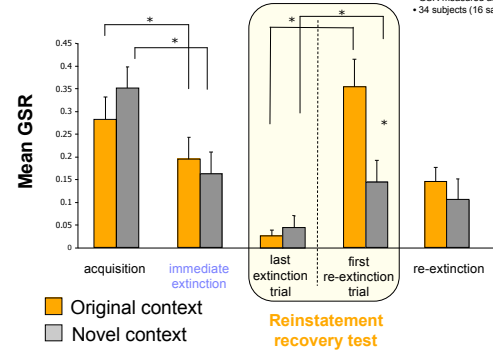 • 34 subjects (16 sa
*
*
*
*
*
0.45
0.4
0.35
0.3
0.25
0.2
0.15
0.1
0.05
0
Mean GSR
acquisition
immediate
extinction
last
extinction
trial
first
re-extinction
trial
re-extinction
Original context
Novel context
Reinstatement
recovery test